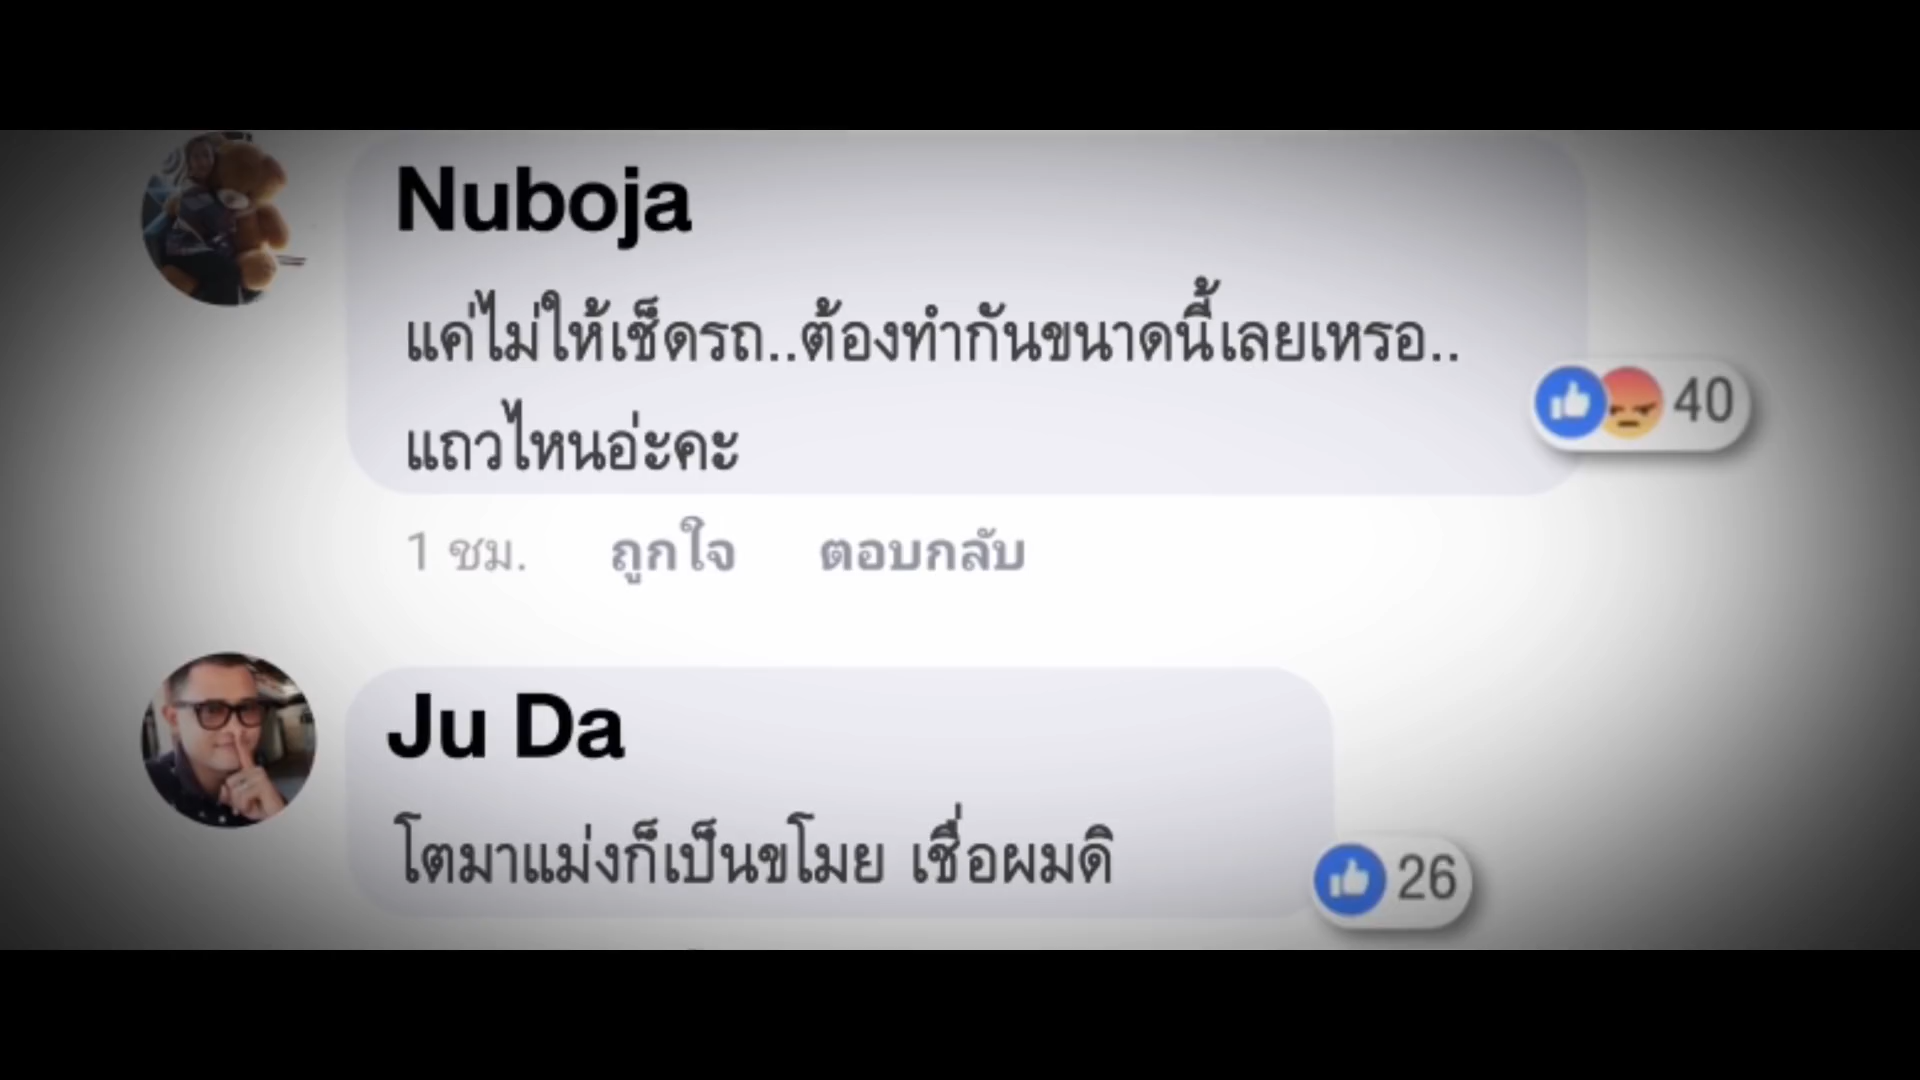 Nuboja
แค่ไม่ให้เช็ดรถ..ต้องทำกันขนาดนี้เลยเหรอ..
แถวไหนอ่ะคะ
40
1 ชม. ถูกใจ ตอบกลับ
Ju Da
โตมาแม่งก็เป็นขโมย เชื่อผมดิ
26